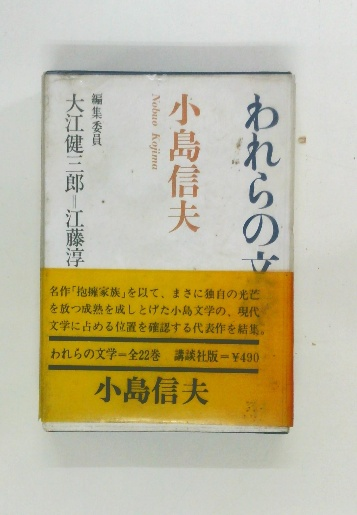 われらの文
小島信夫
Nobuo Kojima
編集委員
大江健三郎=江藤淳
名作「抱擁家族」を以て、まさに独自の光芒
を放つ成熟を成しとげた小島文学の、現代
文学に占める位置を確認する代表作を結集。
われらの文学=全22巻 講談社版=¥490
小島信夫